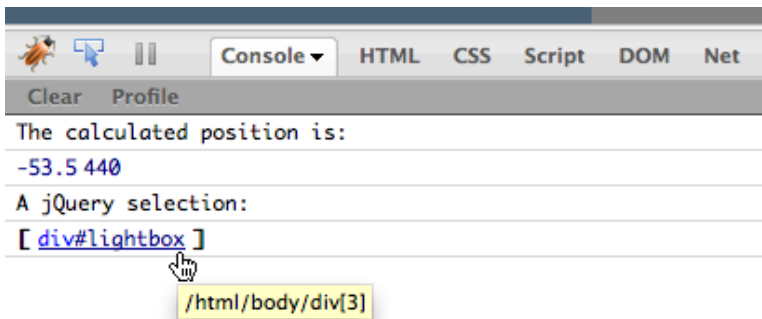 Console HTML CSS Script DOM Net
Clear Profile
The calculated position is:
-53.5 440
A jQuery selection:
[ div#lightbox ]
/html/body/div[3]